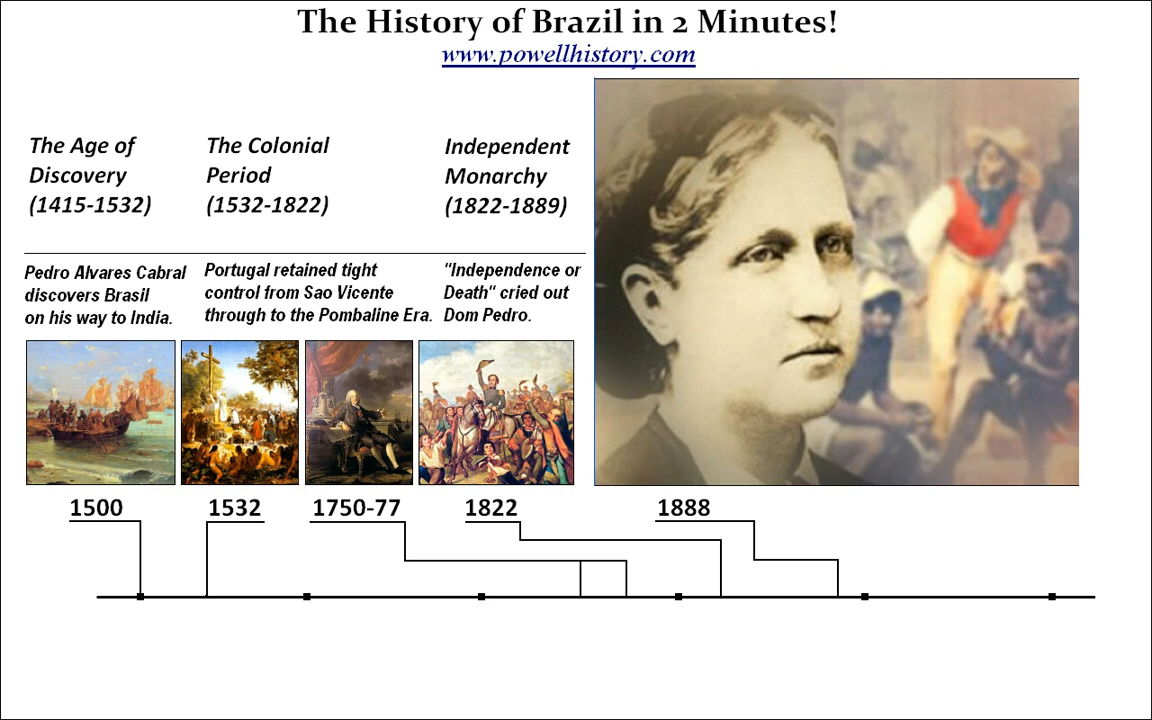 The History of Brazil in 2 Minutes!
www.powellhistory.com
The Age of
Discovery
(1415-1532)
The Colonial
Period
(1532-1822)
Independent
Monarchy
(1822-1889)
Pedro Alvares Cabral
discovers Brasil
on his way to India.
Portugal retained tight
control from Sao Vicente
through to the Pombaline Era.
"Independence or
Death" cried out
Dom Pedro.
1500
1532
1750-77
1822
1888